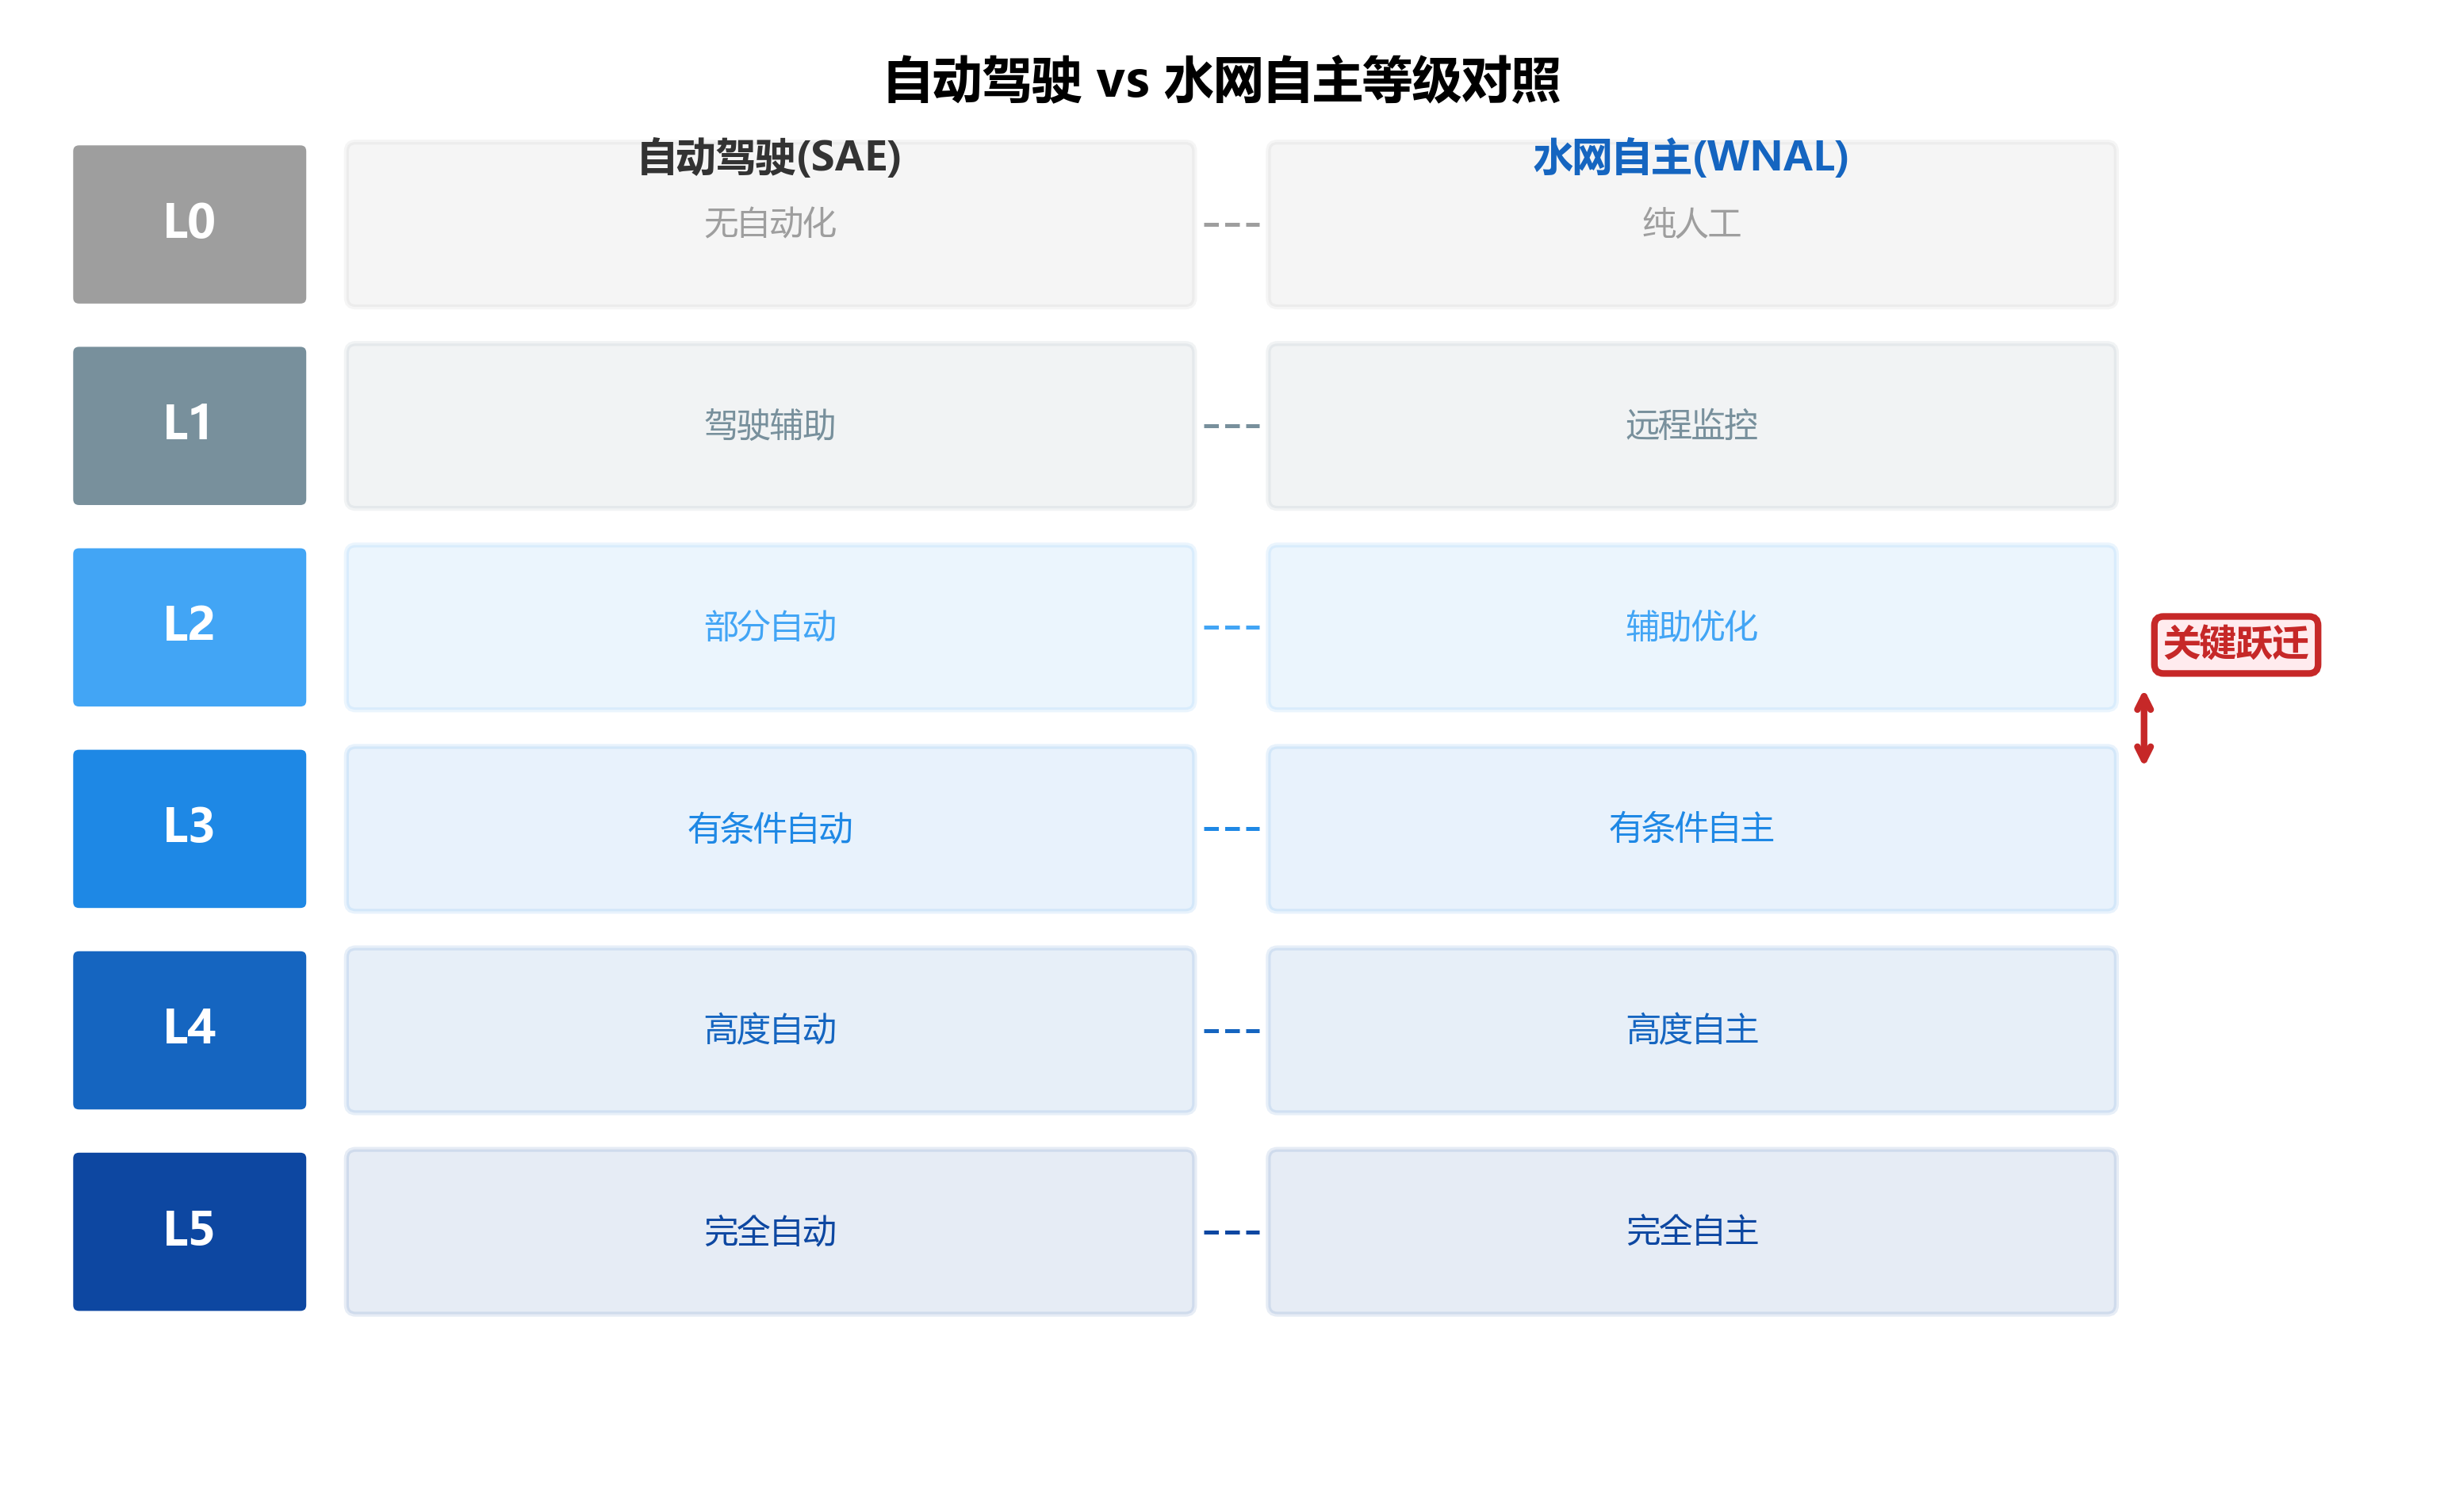 自动驾驶 vs 水网自主等级对照
自动驾驶(SAE)
水网自主(WNAL)
L0
无自动化
纯人工
L1
驾驶辅助
远程监控
L2
部分自动
辅助优化
关键跃迁
L3
有条件自动
有条件自主
L4
高度自动
高度自主
L5
完全自动
完全自主